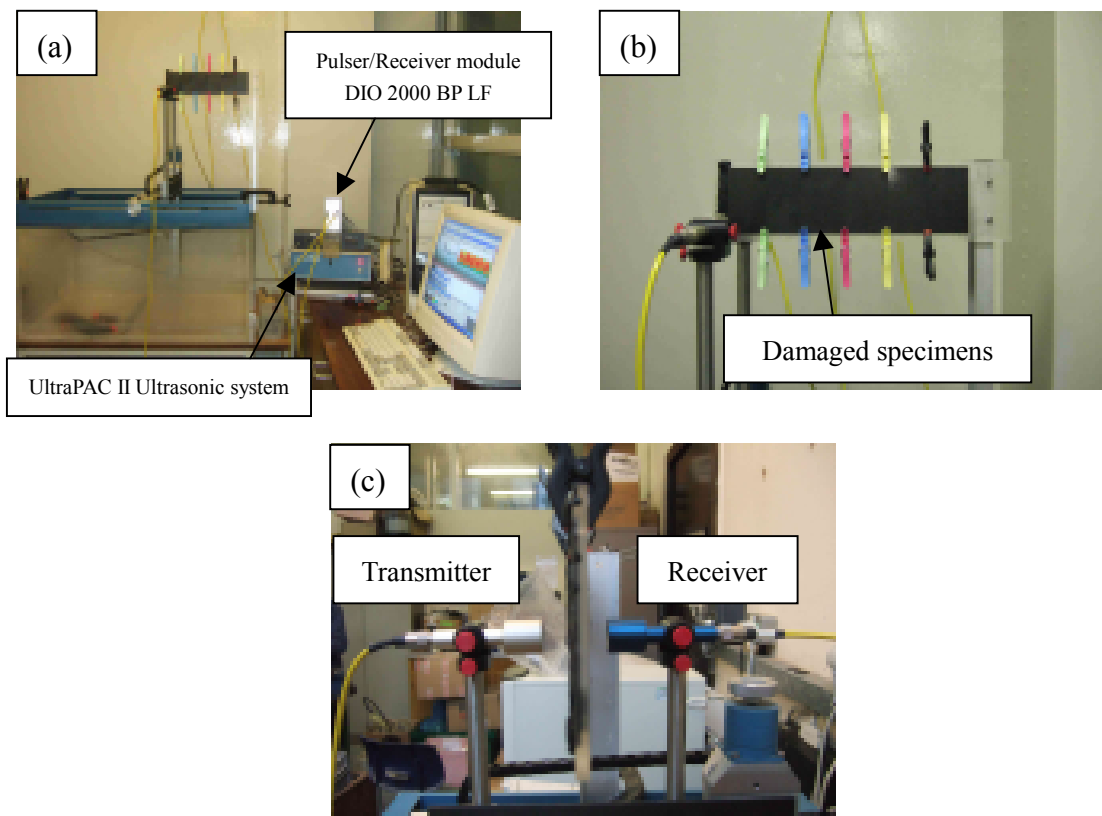 (a)
Pulser/Receiver module
DIO 2000 BP LF
UltraPAC II Ultrasonic system
(b)
Damaged specimens
(c)
Transmitter
Receiver